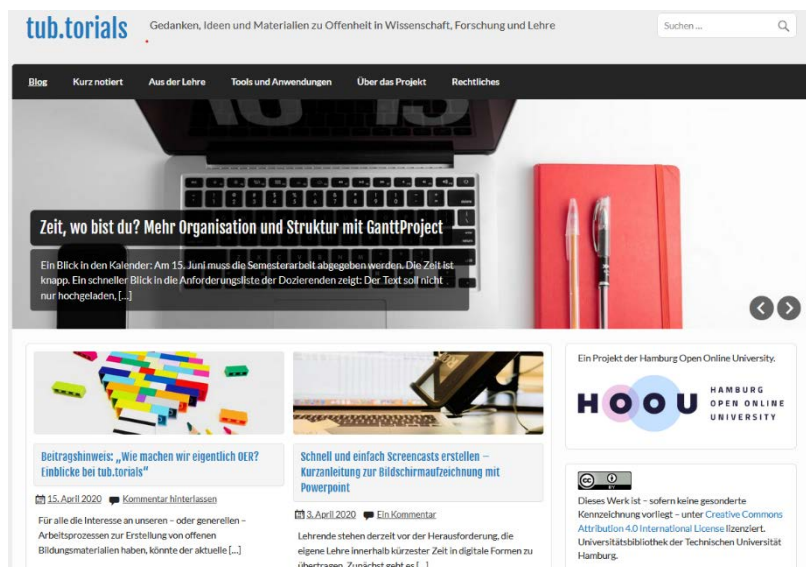 tub.torials
Gedanken, Ideen und Materialien zu Offenheit in Wissenschaft, Forschung und Lehre
Suchen ...
Blog Kurz notiert Aus der Lehre Tools und Anwendungen Über das Projekt Rechtliches
Zeit, wo bist du? Mehr Organisation und Struktur mit GanttProject
Ein Blick in den Kalender: Am 15. Juni muss die Semesterarbeit abgegeben werden. Die Zeit ist
knapp. Ein schneller Blick in die Anforderungsliste der Dozierenden zeigt: Der Text soll nicht
nur hochgeladen, [...]
Beitragshinweis: „Wie machen wir eigentlich OER?
Einblicke bei tub.torials“
15. April 2020 Kommentar hinterlassen
Für alle die Interesse an unseren – oder generellen –
Arbeitsprozessen zur Erstellung von offenen
Bildungsmaterialien haben, könnte der aktuelle [...]
Schnell und einfach Screencasts erstellen –
Kurzanleitung zur Bildschirmaufzeichnung mit
Powerpoint
3. April 2020 Ein Kommentar
Lehrende stehen derzeit vor der Herausforderung, die
eigene Lehre innerhalb kürzester Zeit in digitale Formen zu
übertragen. Zunächst geht es [...]
Ein Projekt der Hamburg Open Online University.
HOOU
HAMBURG
OPEN ONLINE
UNIVERSITY
cc
BY
Dieses Werk ist – sofern keine gesonderte
Kennzeichnung vorliegt – unter Creative Commons
Attribution 4.0 International License lizenziert.
Universitätsbibliothek der Technischen Universität
Hamburg.